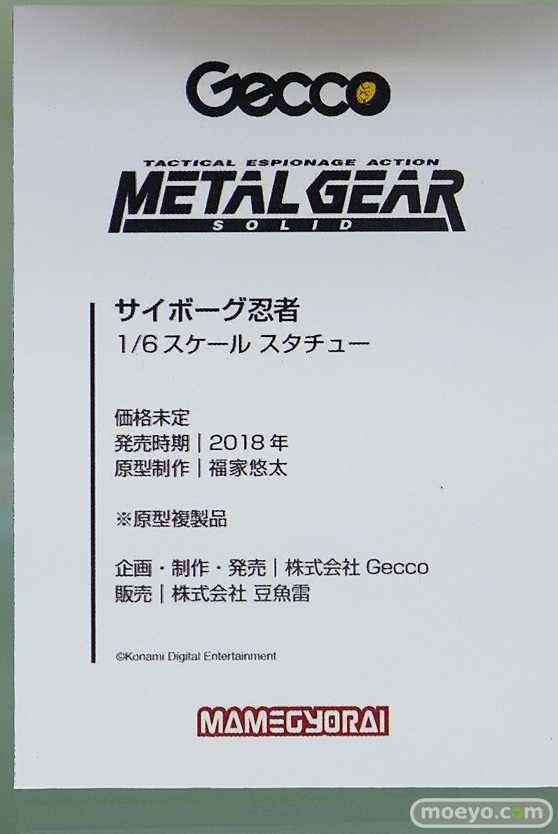 Gecco
TACTICAL ESPIONAGE ACTION
METAL GEAR
SOLID
サイボーグ忍者
1/6スケール スタチュー
価格未定
発売時期｜2018年
原型制作｜福家悠太
※原型複製品
企画・制作・発売｜株式会社 Gecco
販売｜株式会社 豆魚雷
©Konami Digital Entertainment
MAMEGYORAI
moeyo.com